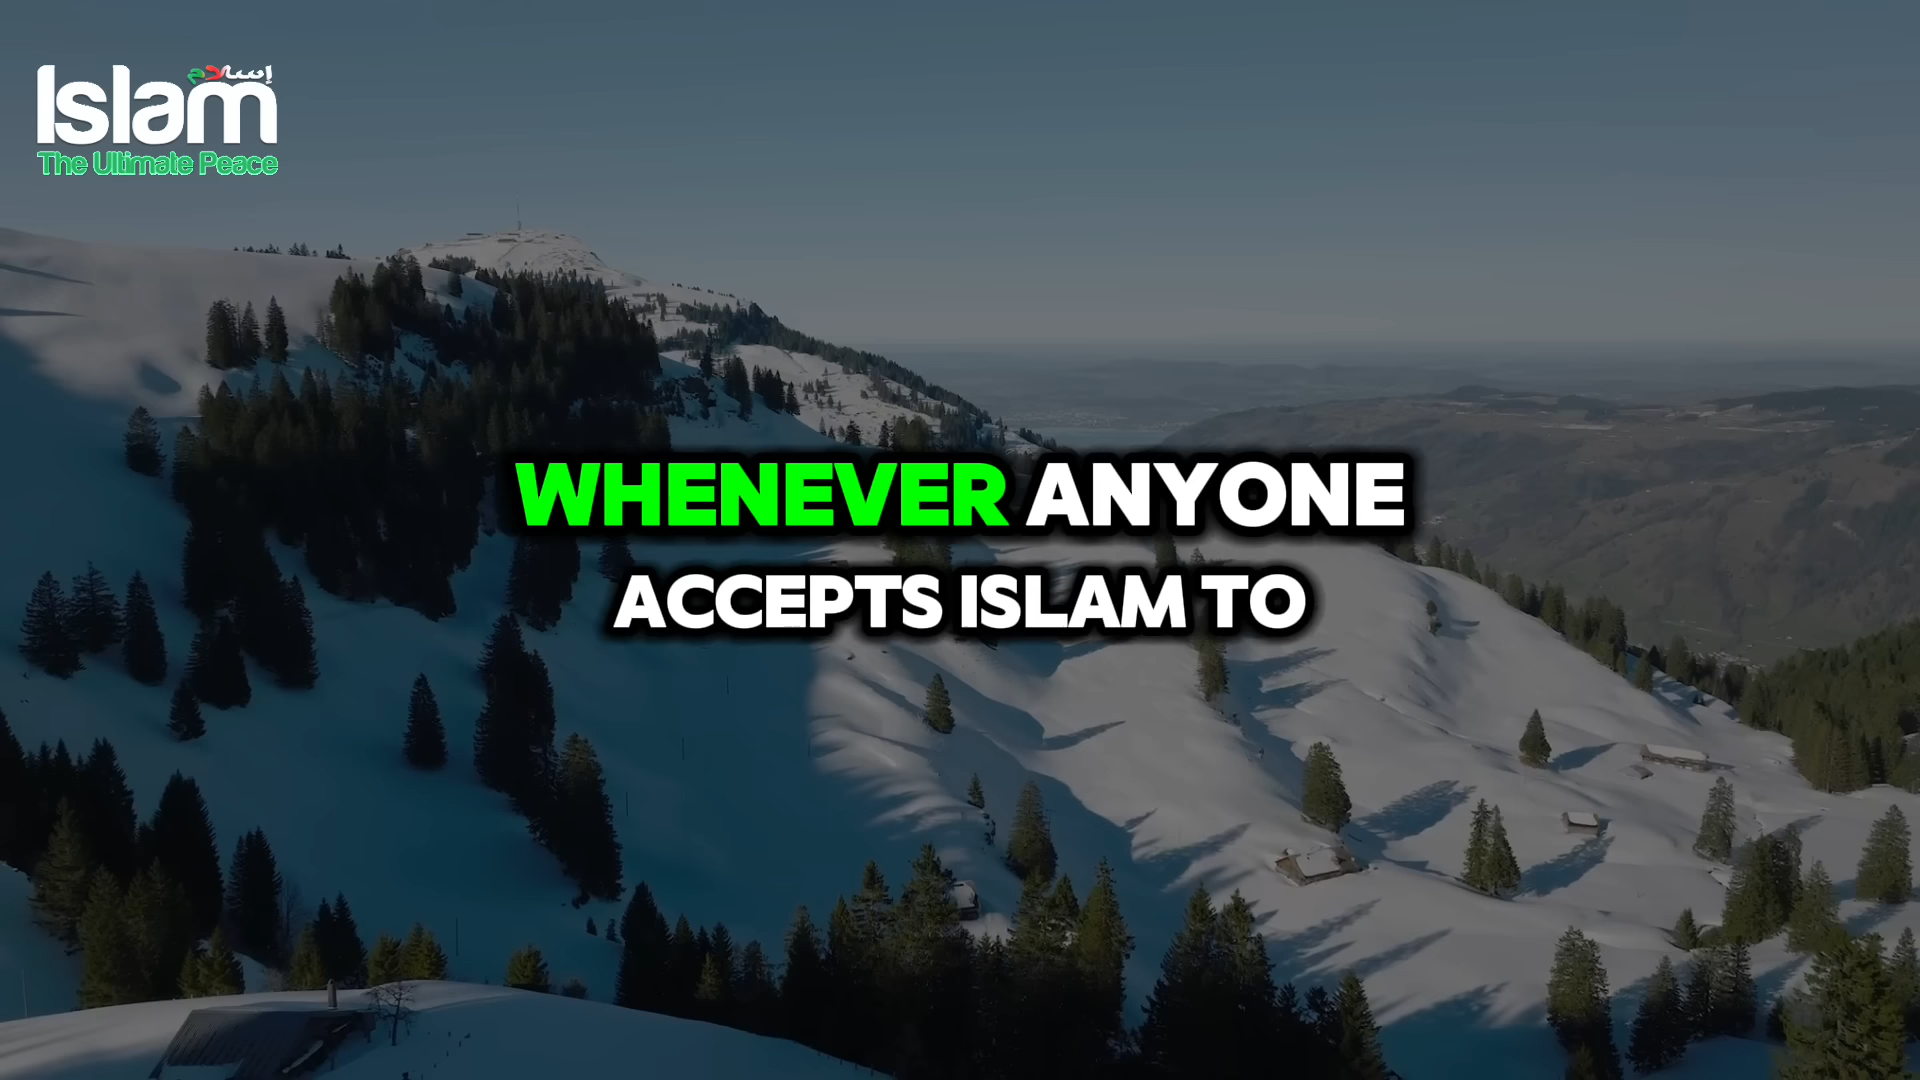 إسلام
Islam
The Ultimate Peace
WHENEVER ANYONE
ACCEPTS ISLAM TO